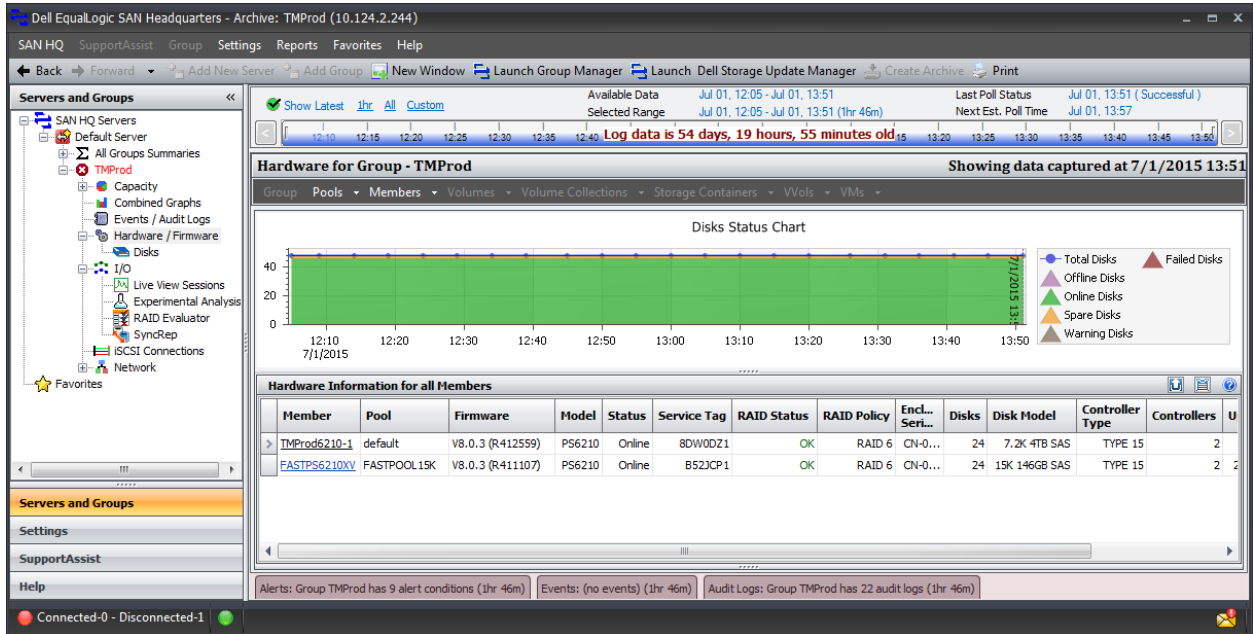 Dell EqualLogic SAN Headquarters - Archive: TMProd (10.124.2.244)
SAN HQ SupportAssist Group Settings Reports Favorites Help
Back Forward Add New Server Add Group New Window Launch Group Manager Launch Dell Storage Update Manager Create Archive Print
Servers and Groups
SAN HQ Servers
Default Server
All Groups Summaries
TMProd
Capacity
Combined Graphs
Events / Audit Logs
Hardware / Firmware
Disks
I/O
Live View Sessions
Experimental Analysis
RAID Evaluator
SyncRep
iSCSI Connections
Network
Favorites
Servers and Groups
Settings
SupportAssist
Help
Show Latest 1hr All Custom
Available Data Jul 01, 12:05 - Jul 01, 13:51
Selected Range Jul 01, 12:05 - Jul 01, 13:51 (1hr 46m)
Last Poll Status Jul 01, 13:51 ( Successful )
Next Est. Poll Time Jul 01, 13:57
12:10 12:15 12:20 12:25 12:30 12:35 12:40 Log data is 54 days, 19 hours, 55 minutes old 15 13:20 13:25 13:30 13:35 13:40 13:45 13:50
Hardware for Group - TMProd Showing data captured at 7/1/2015 13:51
Group Pools Members Volumes Volume Collections Storage Containers VVols VMs
Disks Status Chart
40
20
0
12:10 12:20 12:30 12:40 12:50 13:00 13:10 13:20 13:30 13:40 13:50
7/1/2015
7/1/2015 13:5
Total Disks Failed Disks
Offline Disks
Online Disks
Spare Disks
Warning Disks
Hardware Information for all Members
Member Pool Firmware Model Status Service Tag RAID Status RAID Policy Encl... Seri... Disks Disk Model Controller Type Controllers U
TMProd6210-1 default V8.0.3 (R412559) PS6210 Online 8DW0DZ1 OK RAID 6 CN-0... 24 7.2K 4TB SAS TYPE 15 2
FASTPS6210XV FASTPOOL15K V8.0.3 (R411107) PS6210 Online B52JCP1 OK RAID 6 CN-0... 24 15K 146GB SAS TYPE 15 2 2
Alerts: Group TMProd has 9 alert conditions (1hr 46m) Events: (no events) (1hr 46m) Audit Logs: Group TMProd has 22 audit logs (1hr 46m)
Connected-0 - Disconnected-1